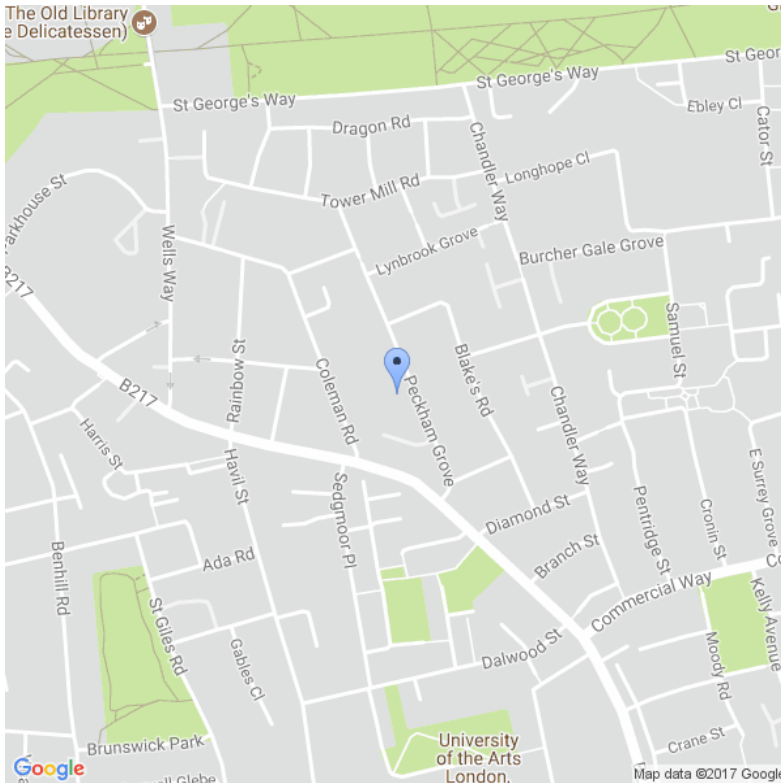 The Old Library
e Delicatessen)
St George's Way
St George's Way
St Geor
Dragon Rd
Ebley Cl
Cator St
Chandler Way
Longhope Cl
Tower Mill Rd
Parkhouse St
Wells Way
Lynbrook Grove
Burcher Gale Grove
B217
Samuel St
Rainbow St
Coleman Rd
Blake's Rd
Peckham Grove
B217
Chandler Way
Harris St
Havil St
Sedgmoor Pl
E Surrey Grove
Pentridge St
Cronin St
Diamond St
Branch St
Benhill Rd
Ada Rd
Commercial Way
Kelly Avenue
St Giles Rd
Gables Cl
Dalwood St
Moody Rd
Brunswick Park
University
of the Arts
London,
Crane St
Google
ell Glebe
Map data ©2017 Google